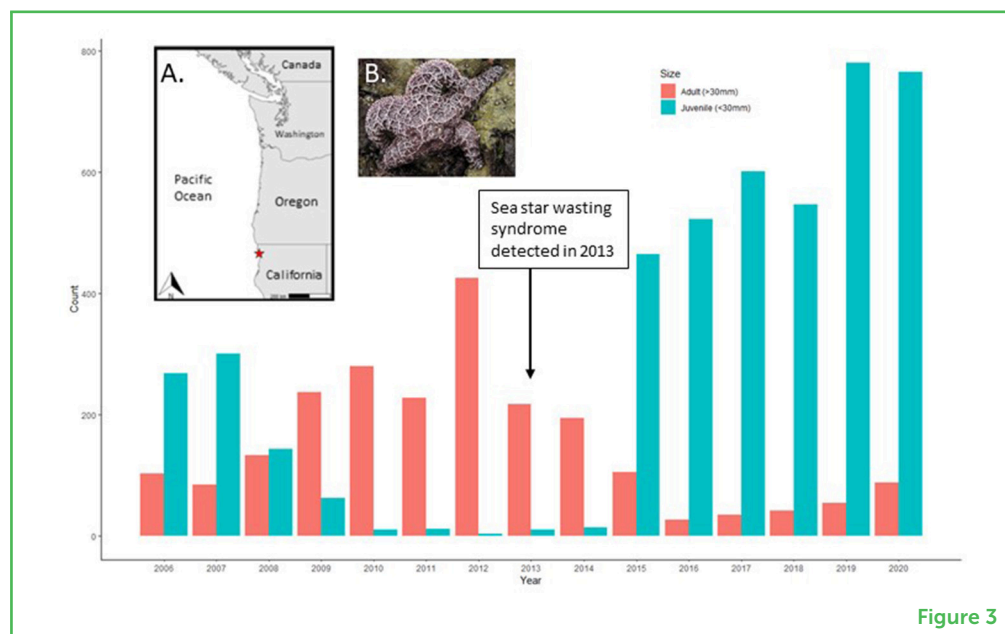 A.
Canada
Washington
Pacific
Ocean
Oregon
California
N
200 km
B.
Size
Adult (>30mm)
Juvenile (<30mm)
Sea star wasting
syndrome
detected in 2013
Count
800
600
400
200
0
2006 2007 2008 2009 2010 2011 2012 2013 2014 2015 2016 2017 2018 2019 2020
Year
Figure 3